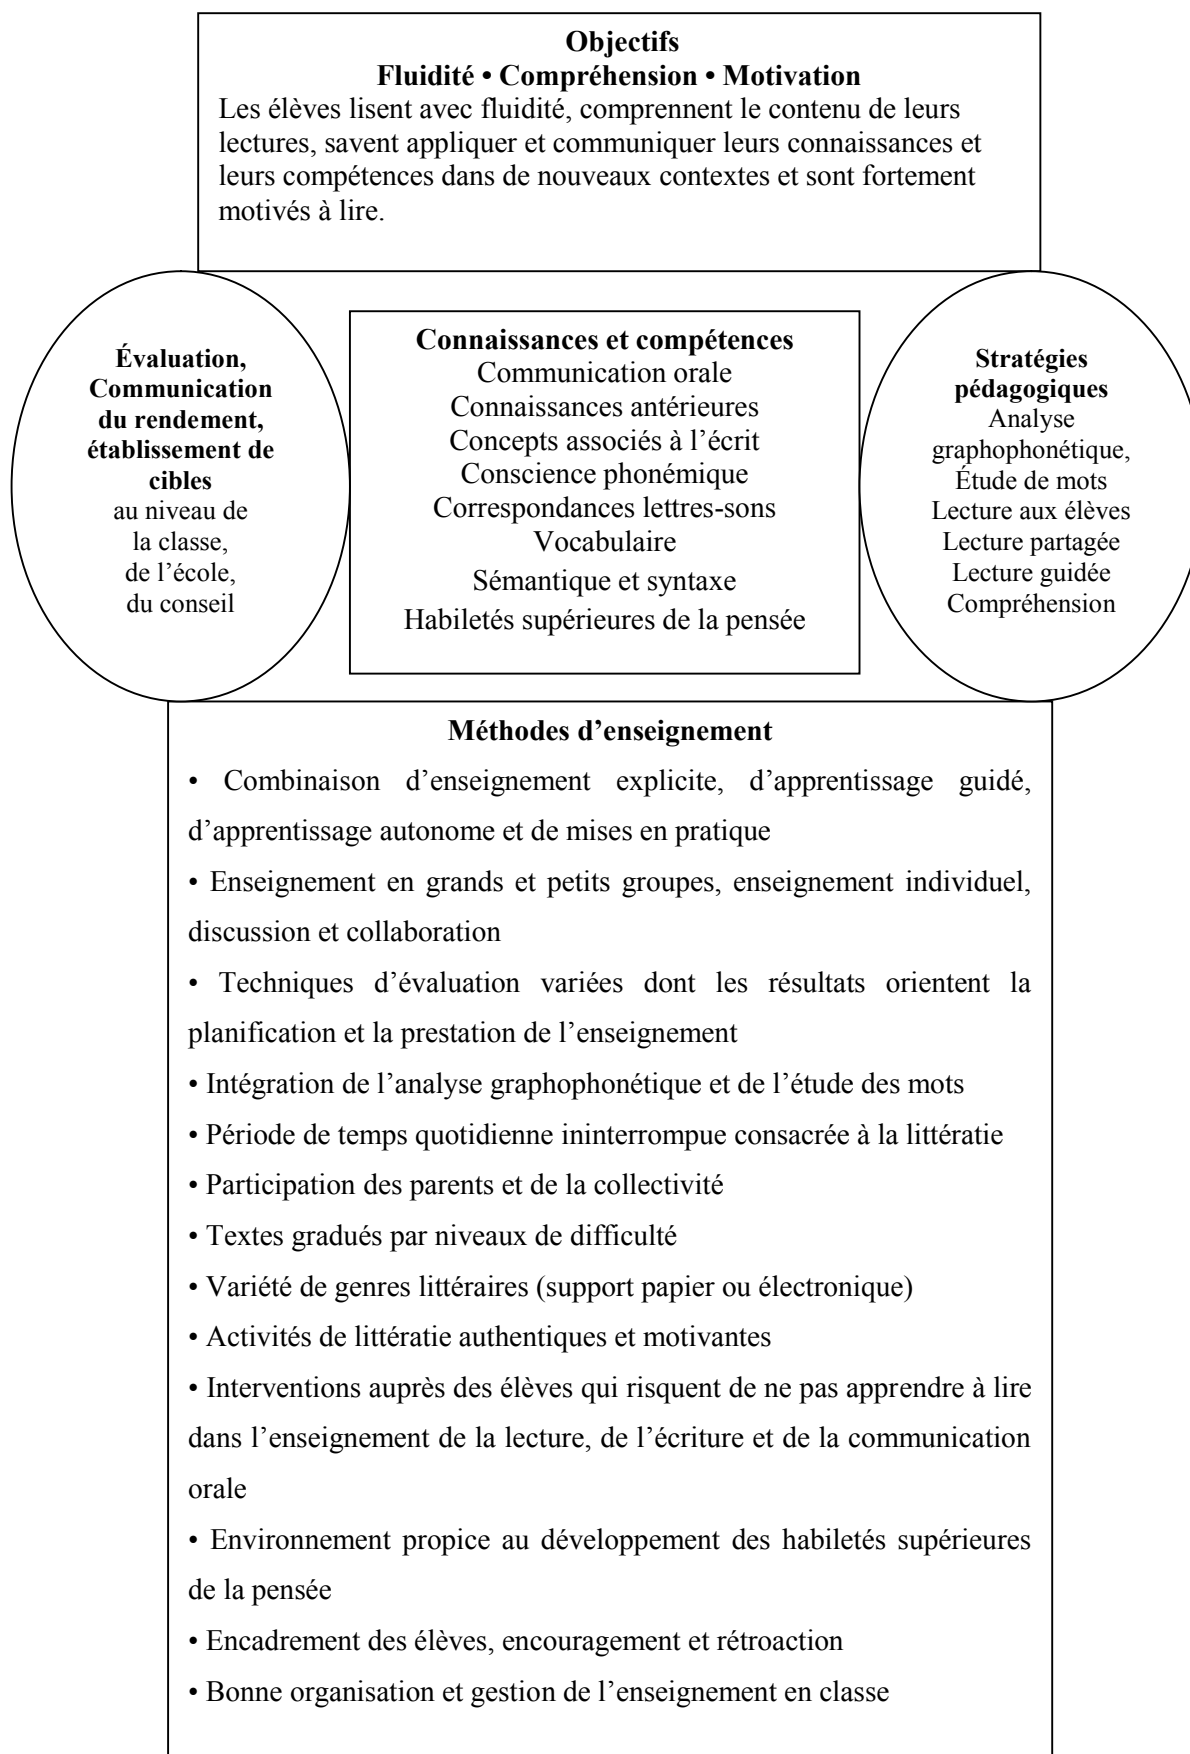 Objectifs
Fluidité • Compréhension • Motivation
Les élèves lisent avec fluidité, comprennent le contenu de leurs
lectures, savent appliquer et communiquer leurs connaissances et
leurs compétences dans de nouveaux contextes et sont fortement
motivés à lire.
Évaluation,
Communication
du rendement,
établissement de
cibles
au niveau de
la classe,
de l’école,
du conseil
Connaissances et compétences
Communication orale
Connaissances antérieures
Concepts associés à l’écrit
Conscience phonémique
Correspondances lettres-sons
Vocabulaire
Sémantique et syntaxe
Habiletés supérieures de la pensée
Stratégies
pédagogiques
Analyse
graphophonétique,
Étude de mots
Lecture aux élèves
Lecture partagée
Lecture guidée
Compréhension
Méthodes d’enseignement
• Combinaison d’enseignement explicite, d’apprentissage guidé,
d’apprentissage autonome et de mises en pratique
• Enseignement en grands et petits groupes, enseignement individuel,
discussion et collaboration
• Techniques d’évaluation variées dont les résultats orientent la
planification et la prestation de l’enseignement
• Intégration de l’analyse graphophonétique et de l’étude des mots
• Période de temps quotidienne ininterrompue consacrée à la littératie
• Participation des parents et de la collectivité
• Textes gradués par niveaux de difficulté
• Variété de genres littéraires (support papier ou électronique)
• Activités de littératie authentiques et motivantes
• Interventions auprès des élèves qui risquent de ne pas apprendre à lire
dans l’enseignement de la lecture, de l’écriture et de la communication
orale
• Environnement propice au développement des habiletés supérieures
de la pensée
• Encadrement des élèves, encouragement et rétroaction
• Bonne organisation et gestion de l’enseignement en classe